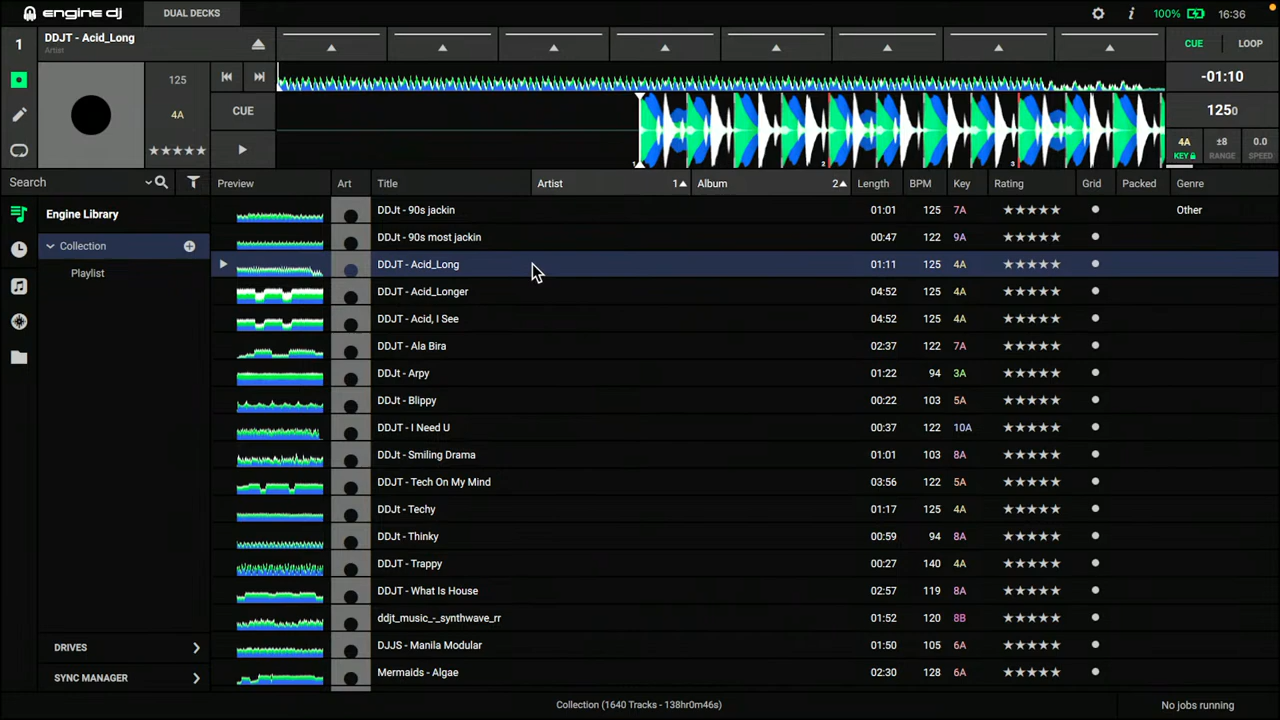 engine dj
DUAL DECKS
100%
16:36
1
DDJT - Acid_Long
Artist
125
4A
CUE
CUE
LOOP
-01:10
1250
4A
KEY
±8
RANGE
0.0
SPEED
1
2
3
Search
Preview
Art
Title
Artist
1
Album
2
Length
BPM
Key
Rating
Grid
Packed
Genre
Engine Library
Collection
Playlist
DDJt - 90s jackin 01:01 125 7A Other
DDJt - 90s most jackin 00:47 122 9A
DDJT - Acid_Long 01:11 125 4A
DDJT - Acid_Longer 04:52 125 4A
DDJT - Acid, I See 04:52 125 4A
DDJT - Ala Bira 02:37 122 7A
DDJt - Arpy 01:22 94 3A
DDJt - Blippy 00:22 103 5A
DDJT - I Need U 00:37 122 10A
DDJt - Smiling Drama 01:01 103 8A
DDJT - Tech On My Mind 03:56 122 5A
DDJt - Techy 01:17 125 4A
DDJt - Thinky 00:59 94 8A
DDJT - Trappy 00:27 140 4A
DDJT - What Is House 02:57 119 8A
ddjt_music_-_synthwave_rr 01:52 120 8B
DJJS - Manila Modular 01:50 105 6A
Mermaids - Algae 02:30 128 6A
DRIVES
SYNC MANAGER
Collection (1640 Tracks - 138hr0m46s)
No jobs running